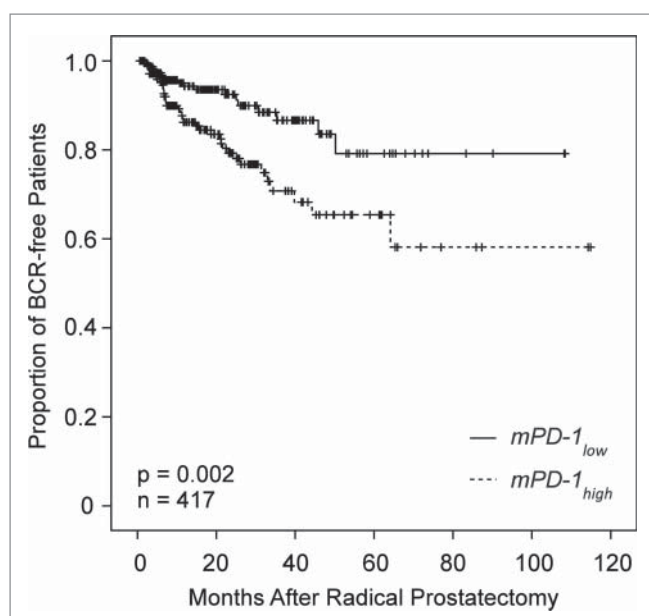 Proportion of BCR-free Patients
1.0
0.8
0.6
0.4
0.2
0
mPD-1low
mPD-1high
p = 0.002
n = 417
0 20 40 60 80 100 120
Months After Radical Prostatectomy